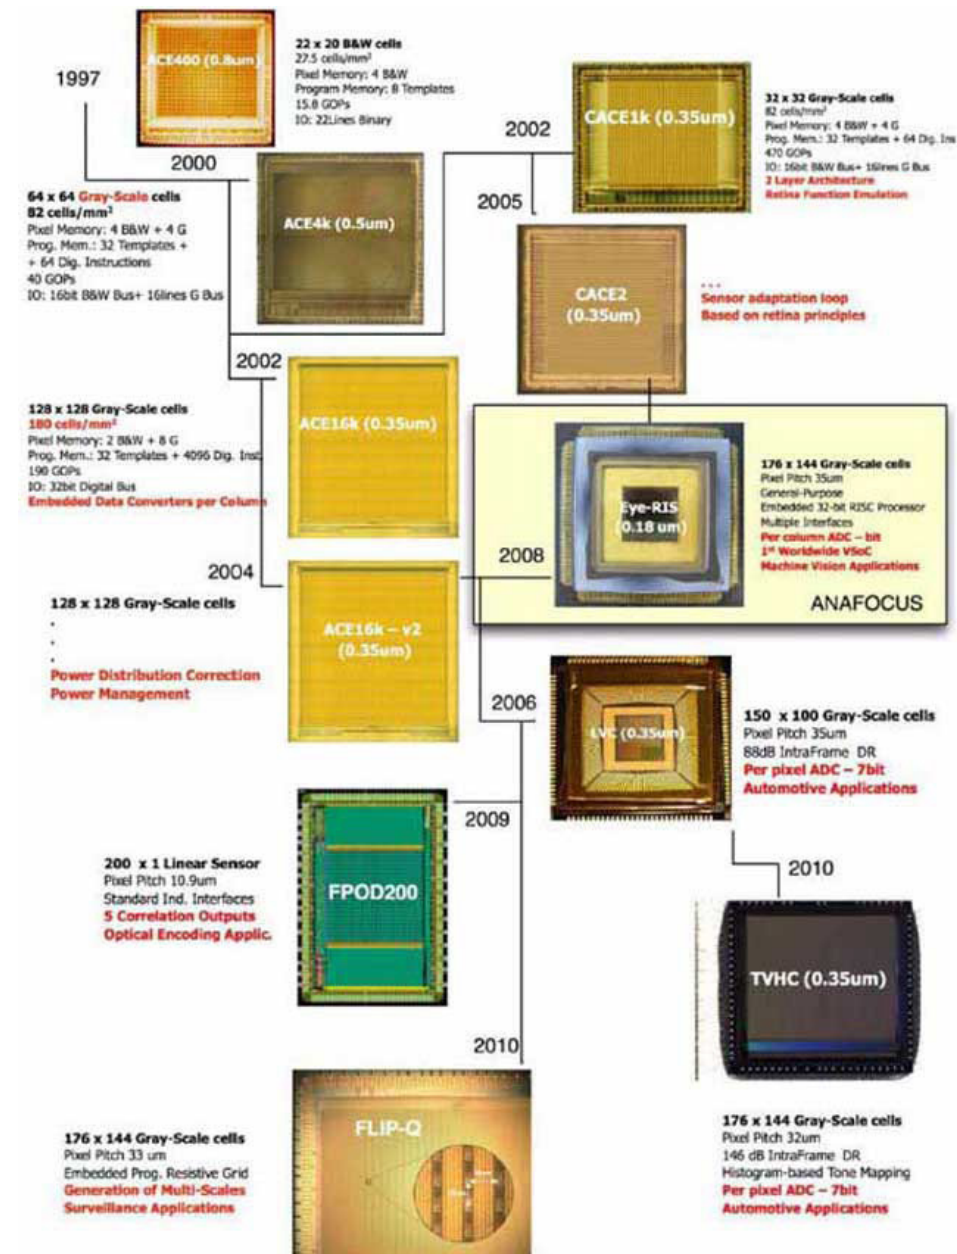 1997
ACE400 (0.8um)
22 x 20 B&W cells
27.5 cells/mm²
Pixel Memory: 4 B&W
Program Memory: 8 Templates
15.8 GOPs
IO: 22Lines Binary
2000
ACE4k (0.5um)
64 x 64 Gray-Scale cells
82 cells/mm²
Pixel Memory: 4 B&W + 4 G
Prog. Mem.: 32 Templates +
+ 64 Dig. Instructions
40 GOPs
IO: 16bit B&W Bus+ 16lines G Bus
2002
CACE1k (0.35um)
32 x 32 Gray-Scale cells
82 cells/mm²
Pixel Memory: 4 B&W + 4 G
Prog. Mem.: 32 Templates + 64 Dig. Ins
470 GOPs
IO: 16bit B&W Bus+ 16lines G Bus
2 Layer Architecture
Retina Function Emulation
2005
CACE2
(0.35um)
...
Sensor adaptation loop
Based on retina principles
2002
ACE16k (0.35um)
128 x 128 Gray-Scale cells
180 cells/mm²
Pixel Memory: 2 B&W + 8 G
Prog. Mem.: 32 Templates + 4096 Dig. Inst
190 GOPs
IO: 32bit Digital Bus
Embedded Data Converters per Column
2008
Eye-RIS
(0.18 um)
176 x 144 Gray-Scale cells
Pixel Pitch 35um
General-Purpose
Embedded 32-bit RISC Processor
Multiple Interfaces
Per column ADC – bit
1st Worldwide VSoC
Machine Vision Applications
ANAFOCUS
2004
ACE16k – v2
(0.35um)
128 x 128 Gray-Scale cells
.
.
.
Power Distribution Correction
Power Management
2006
LVC (0.35um)
150 x 100 Gray-Scale cells
Pixel Pitch 35um
88dB IntraFrame DR
Per pixel ADC – 7bit
Automotive Applications
2009
FPOD200
200 x 1 Linear Sensor
Pixel Pitch 10.9um
Standard Ind. Interfaces
5 Correlation Outputs
Optical Encoding Applic.
2010
TVHC (0.35um)
176 x 144 Gray-Scale cells
Pixel Pitch 32um
146 dB IntraFrame DR
Histogram-based Tone Mapping
Per pixel ADC – 7bit
Automotive Applications
2010
FLIP-Q
176 x 144 Gray-Scale cells
Pixel Pitch 33 um
Embedded Prog. Resistive Grid
Generation of Multi-Scales
Surveillance Applications